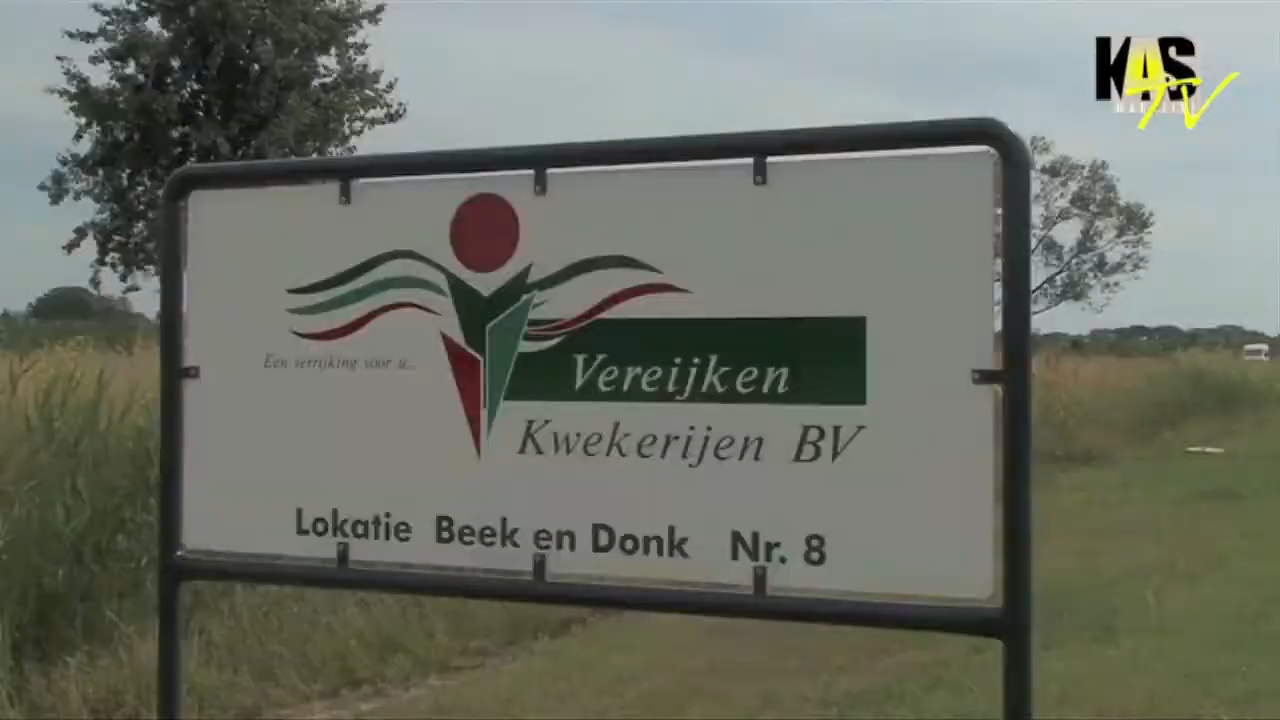 KAS
TV
Een verrijking voor u...
Vereijken
Kwekerijen BV
Lokatie Beek en Donk Nr. 8